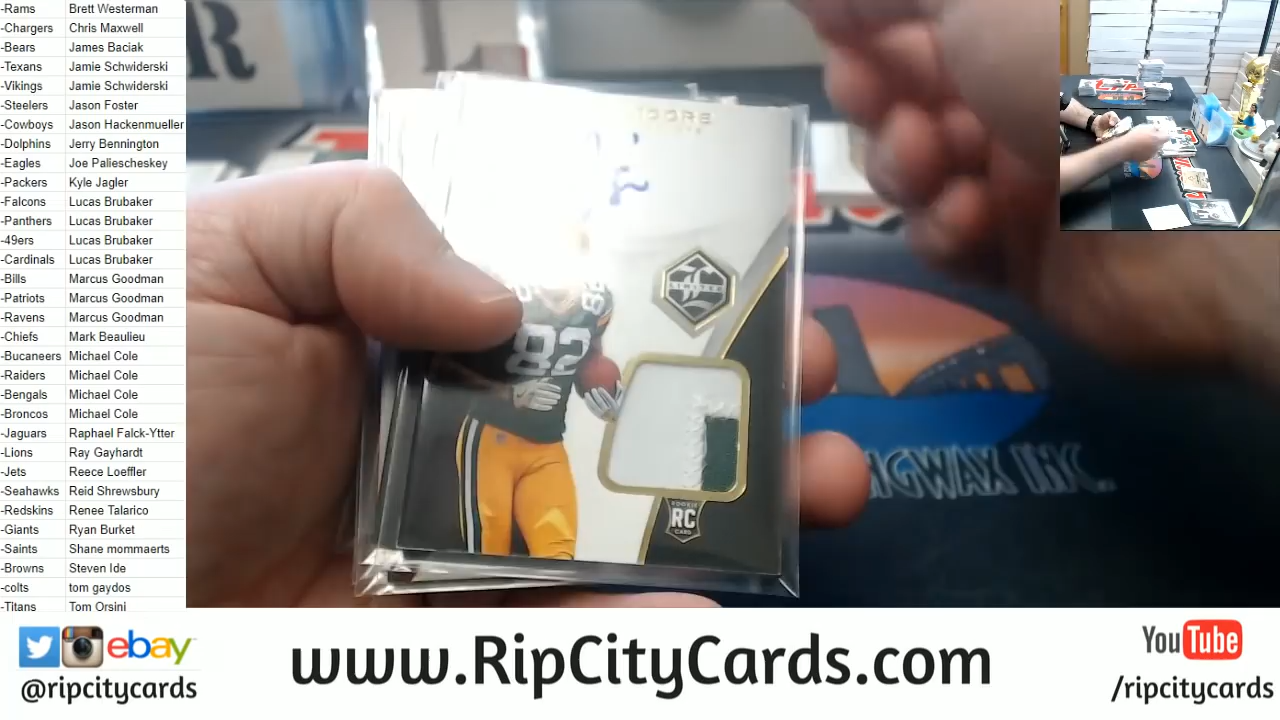 -Rams Brett Westerman
-Chargers Chris Maxwell
-Bears James Baciak
-Texans Jamie Schwiderski
-Vikings Jamie Schwiderski
-Steelers Jason Foster
-Cowboys Jason Hackenmueller
-Dolphins Jerry Bennington
-Eagles Joe Paliescheskey
-Packers Kyle Jagler
-Falcons Lucas Brubaker
-Panthers Lucas Brubaker
-49ers Lucas Brubaker
-Cardinals Lucas Brubaker
-Bills Marcus Goodman
-Patriots Marcus Goodman
-Ravens Marcus Goodman
-Chiefs Mark Beaulieu
-Bucaneers Michael Cole
-Raiders Michael Cole
-Bengals Michael Cole
-Broncos Michael Cole
-Jaguars Raphael Falck-Ytter
-Lions Ray Gayhardt
-Jets Reece Loeffler
-Seahawks Reid Shrewsbury
-Redskins Renee Talarico
-Giants Ryan Burket
-Saints Shane mommaerts
-Browns Steven Ide
-colts tom gaydos
-Titans Tom Orsini
LIMITED
82
82
ROOKIE
RC
CARD
GWAX INC.
ebay
@ripcitycards
www.RipCityCards.com
YouTube
/ripcitycards